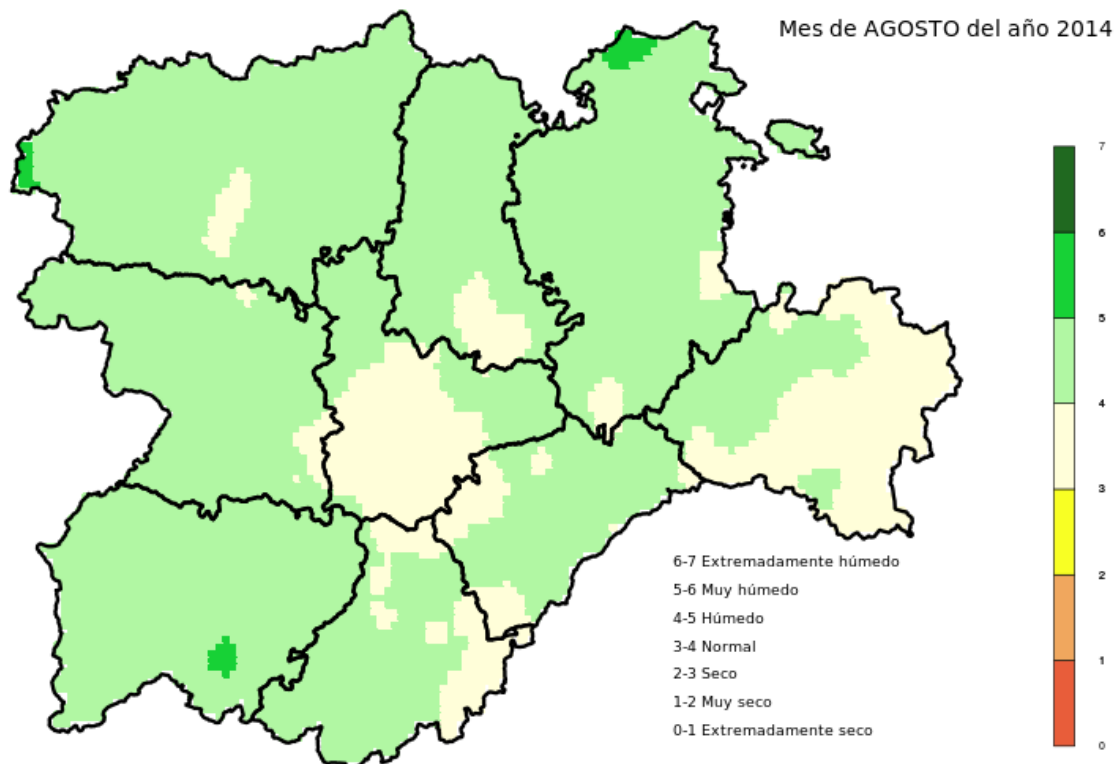 Mes de AGOSTO del año 2014
7
6
5
4
3
2
1
0
6-7 Extremadamente húmedo
5-6 Muy húmedo
4-5 Húmedo
3-4 Normal
2-3 Seco
1-2 Muy seco
0-1 Extremadamente seco